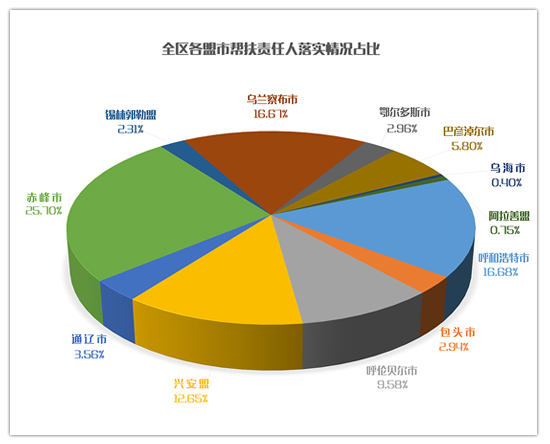 全区各盟市帮扶责任人落实情况占比
乌兰察布市
16.67%
锡林郭勒盟
2.31%
鄂尔多斯市
2.96%
巴彦淖尔市
5.80%
乌海市
0.40%
阿拉善盟
0.75%
赤峰市
25.70%
呼和浩特市
16.68%
包头市
2.94%
通辽市
3.56%
呼伦贝尔市
9.58%
兴安盟
12.65%